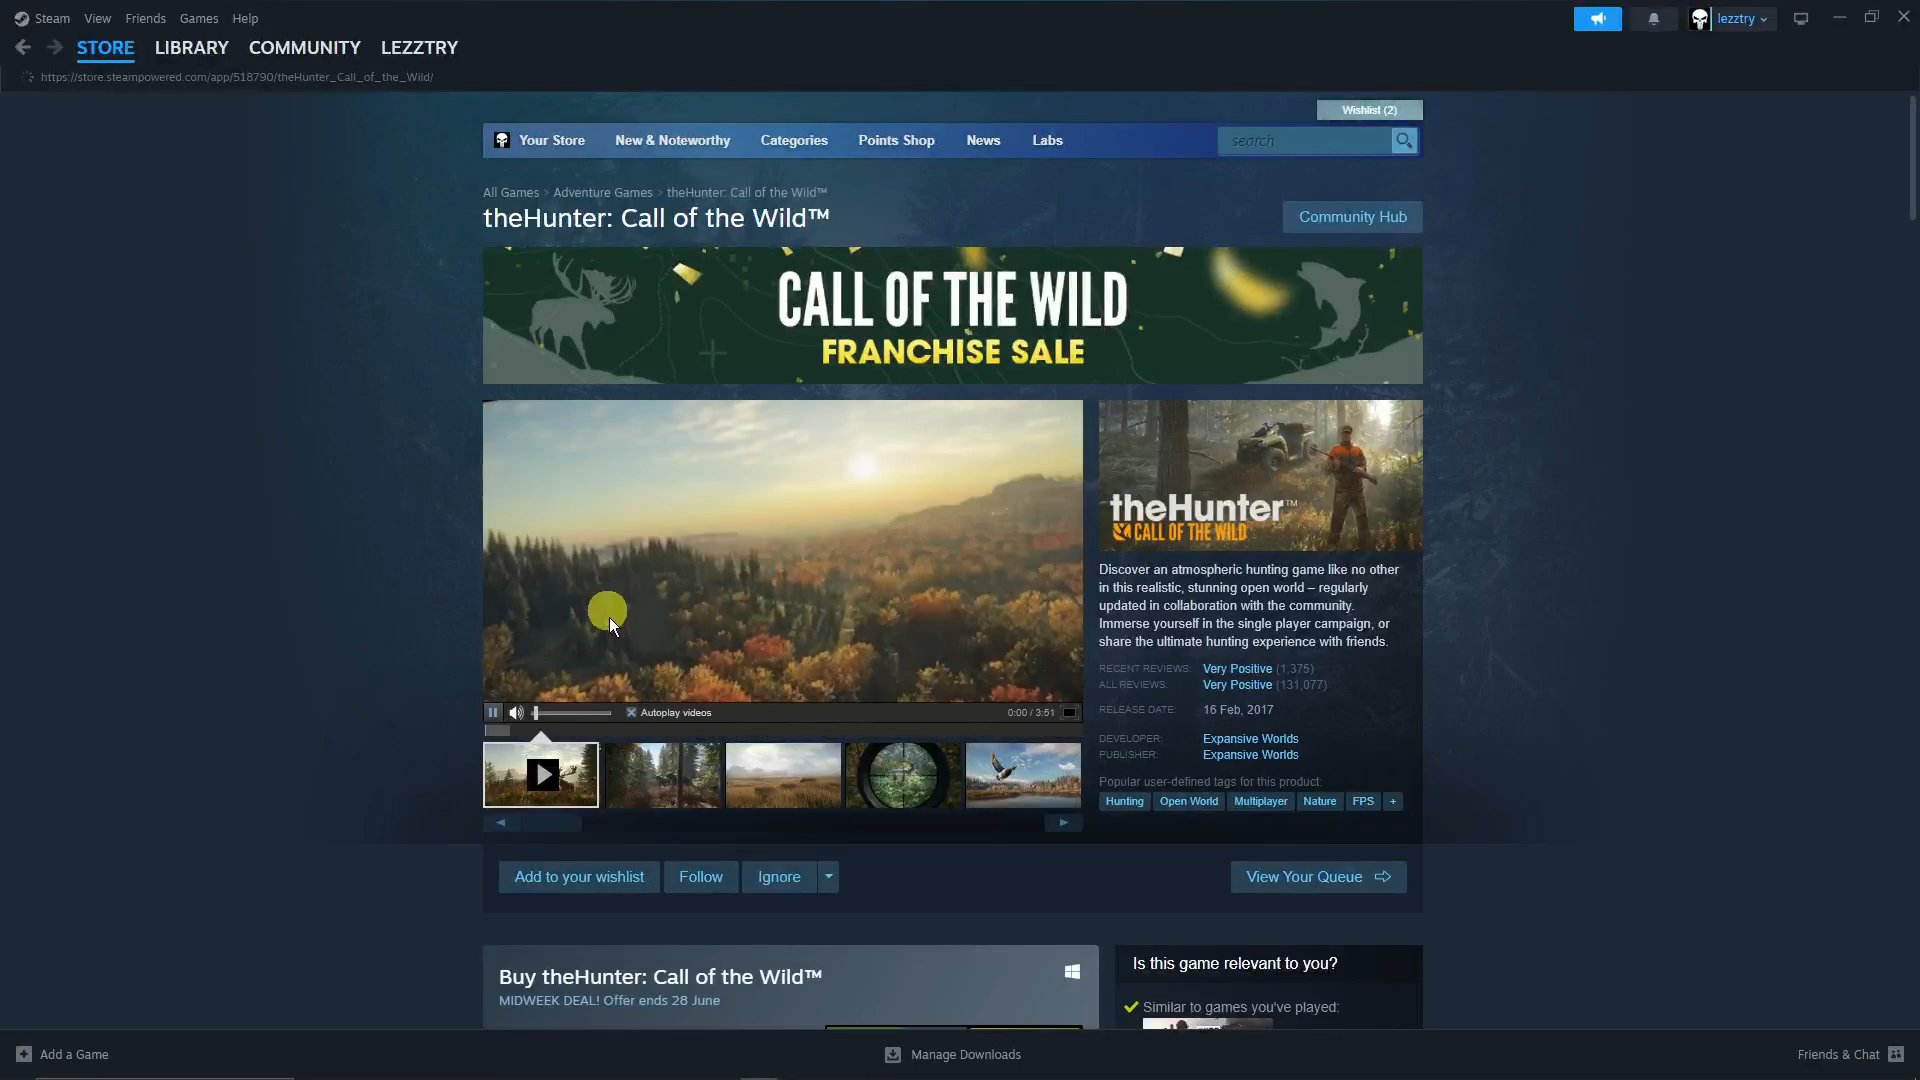 Steam View Friends Games Help
lezztry
STORE LIBRARY COMMUNITY LEZZTRY
https://store.steampowered.com/app/518790/theHunter_Call_of_the_Wild/
Wishlist (2)
Your Store New & Noteworthy Categories Points Shop News Labs search
All Games > Adventure Games > theHunter: Call of the Wild™
theHunter: Call of the Wild™
Community Hub
CALL OF THE WILD
FRANCHISE SALE
theHunter™
CALL OF THE WILD
Discover an atmospheric hunting game like no other
in this realistic, stunning open world – regularly
updated in collaboration with the community.
Immerse yourself in the single player campaign, or
share the ultimate hunting experience with friends.
RECENT REVIEWS: Very Positive (1,375)
ALL REVIEWS: Very Positive (131,077)
RELEASE DATE: 16 Feb, 2017
DEVELOPER: Expansive Worlds
PUBLISHER: Expansive Worlds
Popular user-defined tags for this product:
Hunting Open World Multiplayer Nature FPS +
Autoplay videos 0:00 / 3:51
Add to your wishlist Follow Ignore View Your Queue
Buy theHunter: Call of the Wild™
MIDWEEK DEAL! Offer ends 28 June
Is this game relevant to you?
Similar to games you've played:
Add a Game Manage Downloads Friends & Chat